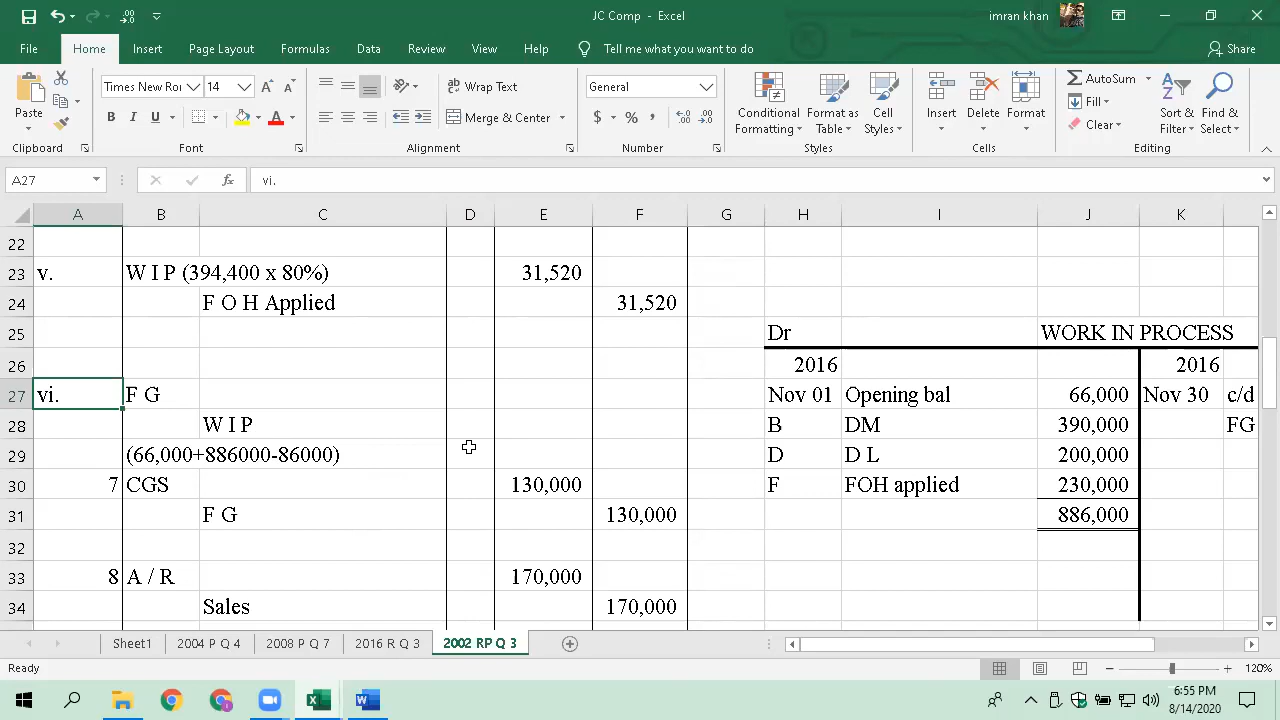 JC Comp - Excel
imran khan
File Home Insert Page Layout Formulas Data Review View Help Tell me what you want to do Share
Times New Ro 14
Wrap Text
General
AutoSum
Fill
Clear
Paste
B I U
Merge & Center
$ % ,
Conditional Formatting
Format as Table
Cell Styles
Insert Delete Format
Sort & Filter
Find & Select
Clipboard Font Alignment Number Styles Cells Editing
A27 fx vi.
A B C D E F G H I J K
22
23 v. W I P (394,400 x 80%) 31,520
24 F O H Applied 31,520
25 Dr WORK IN PROCESS
26 2016 2016
27 vi. F G Nov 01 Opening bal 66,000 Nov 30 c/d
28 W I P B DM 390,000 FG
29 (66,000+886000-86000) D D L 200,000
30 7 CGS 130,000 F FOH applied 230,000
31 F G 130,000 886,000
32
33 8 A / R 170,000
34 Sales 170,000
Sheet1 2004 P Q 4 2008 P Q 7 2016 R Q 3 2002 RP Q 3
Ready 120%
6:55 PM
8/14/2020